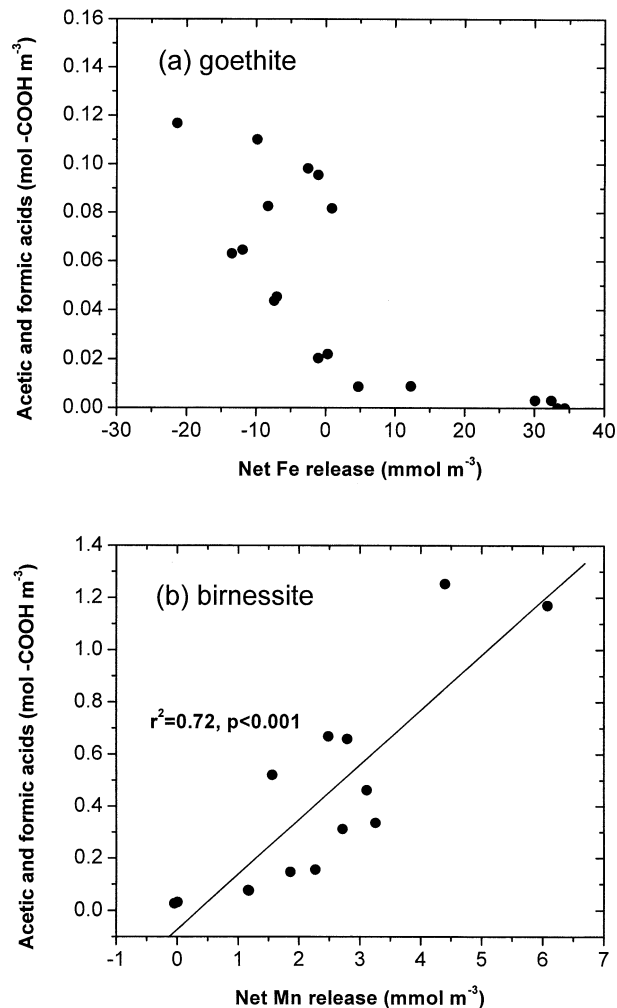 0.16
0.14
0.12
0.10
0.08
0.06
0.04
0.02
0.00
(a) goethite
Acetic and formic acids (mol -COOH m⁻³)
-30 -20 -10 0 10 20 30 40
Net Fe release (mmol m⁻³)
1.4
1.2
1.0
0.8
0.6
0.4
0.2
0.0
(b) birnessite
r²=0.72, p<0.001
Acetic and formic acids (mol -COOH m⁻³)
-1 0 1 2 3 4 5 6 7
Net Mn release (mmol m⁻³)